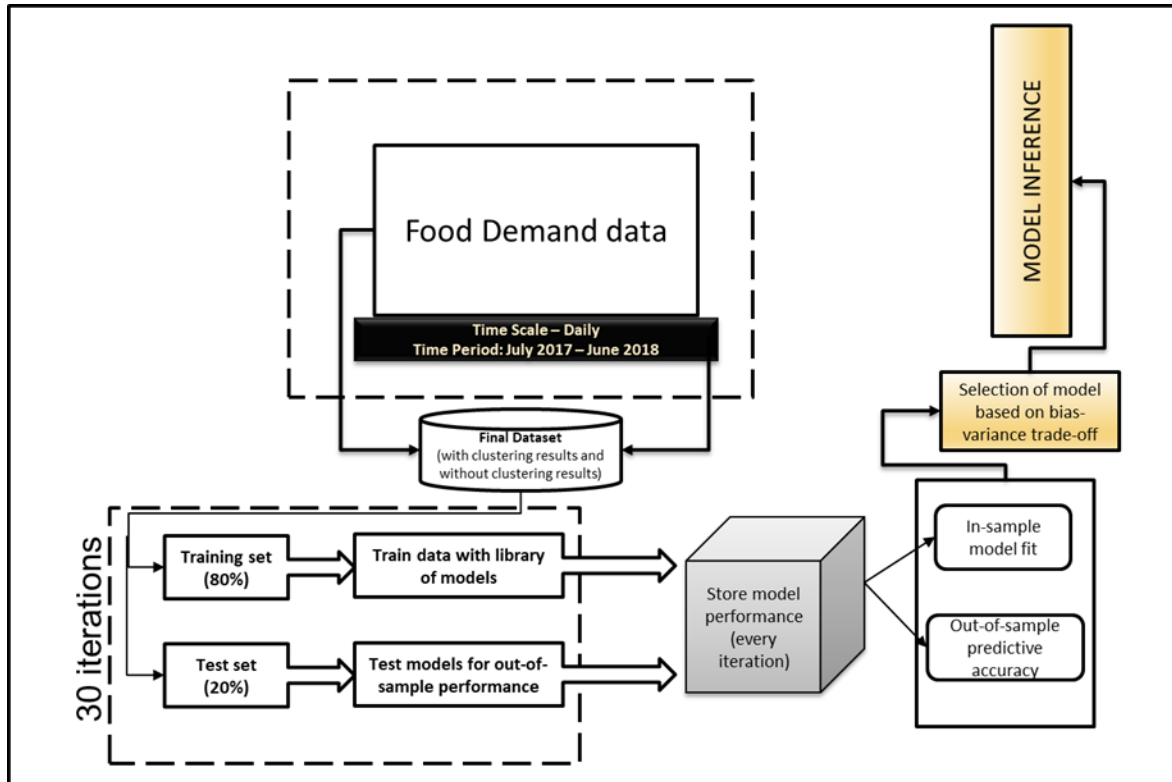 Food Demand data
Time Scale – Daily
Time Period: July 2017 – June 2018
Final Dataset
(with clustering results and
without clustering results)
30 iterations
Training set
(80%)
Train data with library
of models
Test set
(20%)
Test models for out-of-
sample performance
Store model
performance
(every
iteration)
In-sample
model fit
Out-of-sample
predictive
accuracy
Selection of model
based on bias-
variance trade-off
MODEL INFERENCE